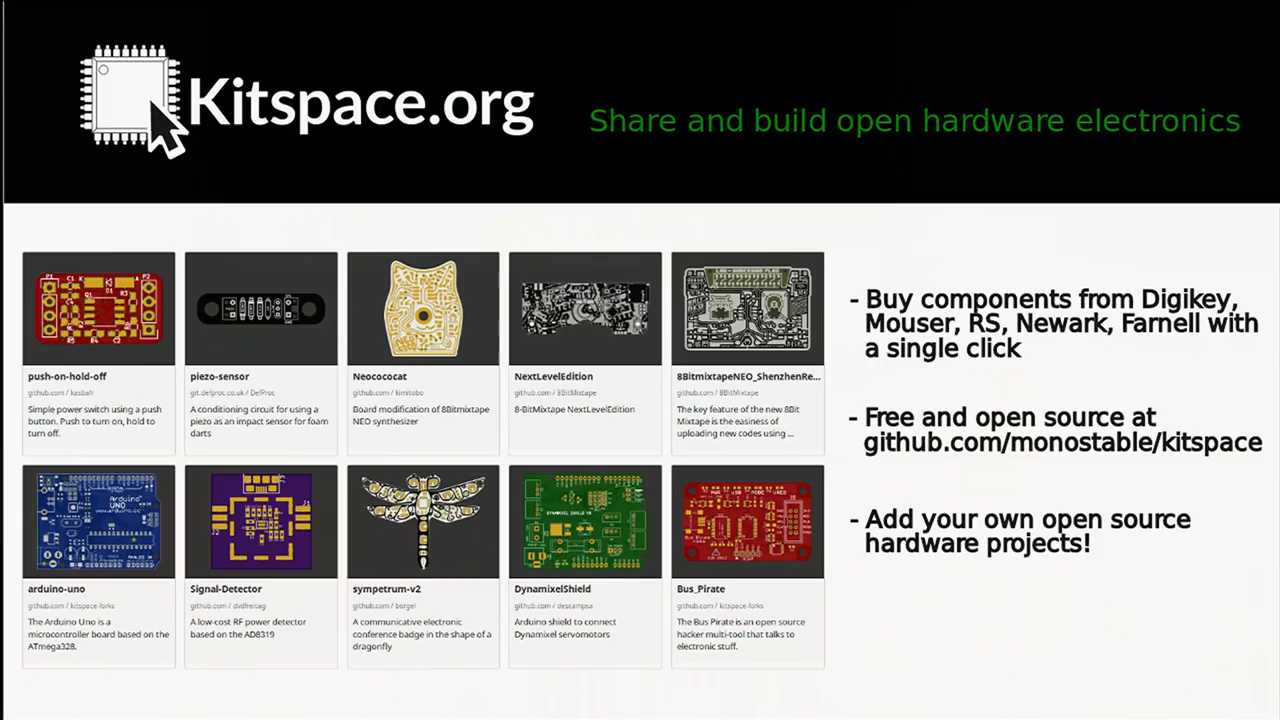 Kitspace.org
Share and build open hardware electronics
push-on-hold-off
github.com / kasbah
Simple power switch using a push
button. Push to turn on, hold to
turn off.
piezo-sensor
git.defproc.co.uk / DefProc
A conditioning circuit for using a
piezo as an impact sensor for foam
darts
Neocococat
github.com / kimitobo
Board modification of 8Bitmixtape
NEO synthesizer
NextLevelEdition
github.com / 8BitMixtape
8-BitMixtape NextLevelEdition
8BitmixtapeNEO_ShenzhenRe...
github.com / 8BitMixtape
The key feature of the new 8Bit
Mixtape is the easiness of
uploading new codes using ...
arduino-uno
github.com / kitspace-forks
The Arduino Uno is a
microcontroller board based on the
ATmega328.
Signal-Detector
github.com / dvdfreitag
A low-cost RF power detector
based on the AD8319
sympetrum-v2
github.com / borgel
A communicative electronic
conference badge in the shape of a
dragonfly
DynamixelShield
github.com / descampsa
Arduino shield to connect
Dynamixel servomotors
Bus_Pirate
github.com / kitspace-forks
The Bus Pirate is an open source
hacker multi-tool that talks to
electronic stuff.
- Buy components from Digikey,
Mouser, RS, Newark, Farnell with
a single click
- Free and open source at
github.com/monostable/kitspace
- Add your own open source
hardware projects!